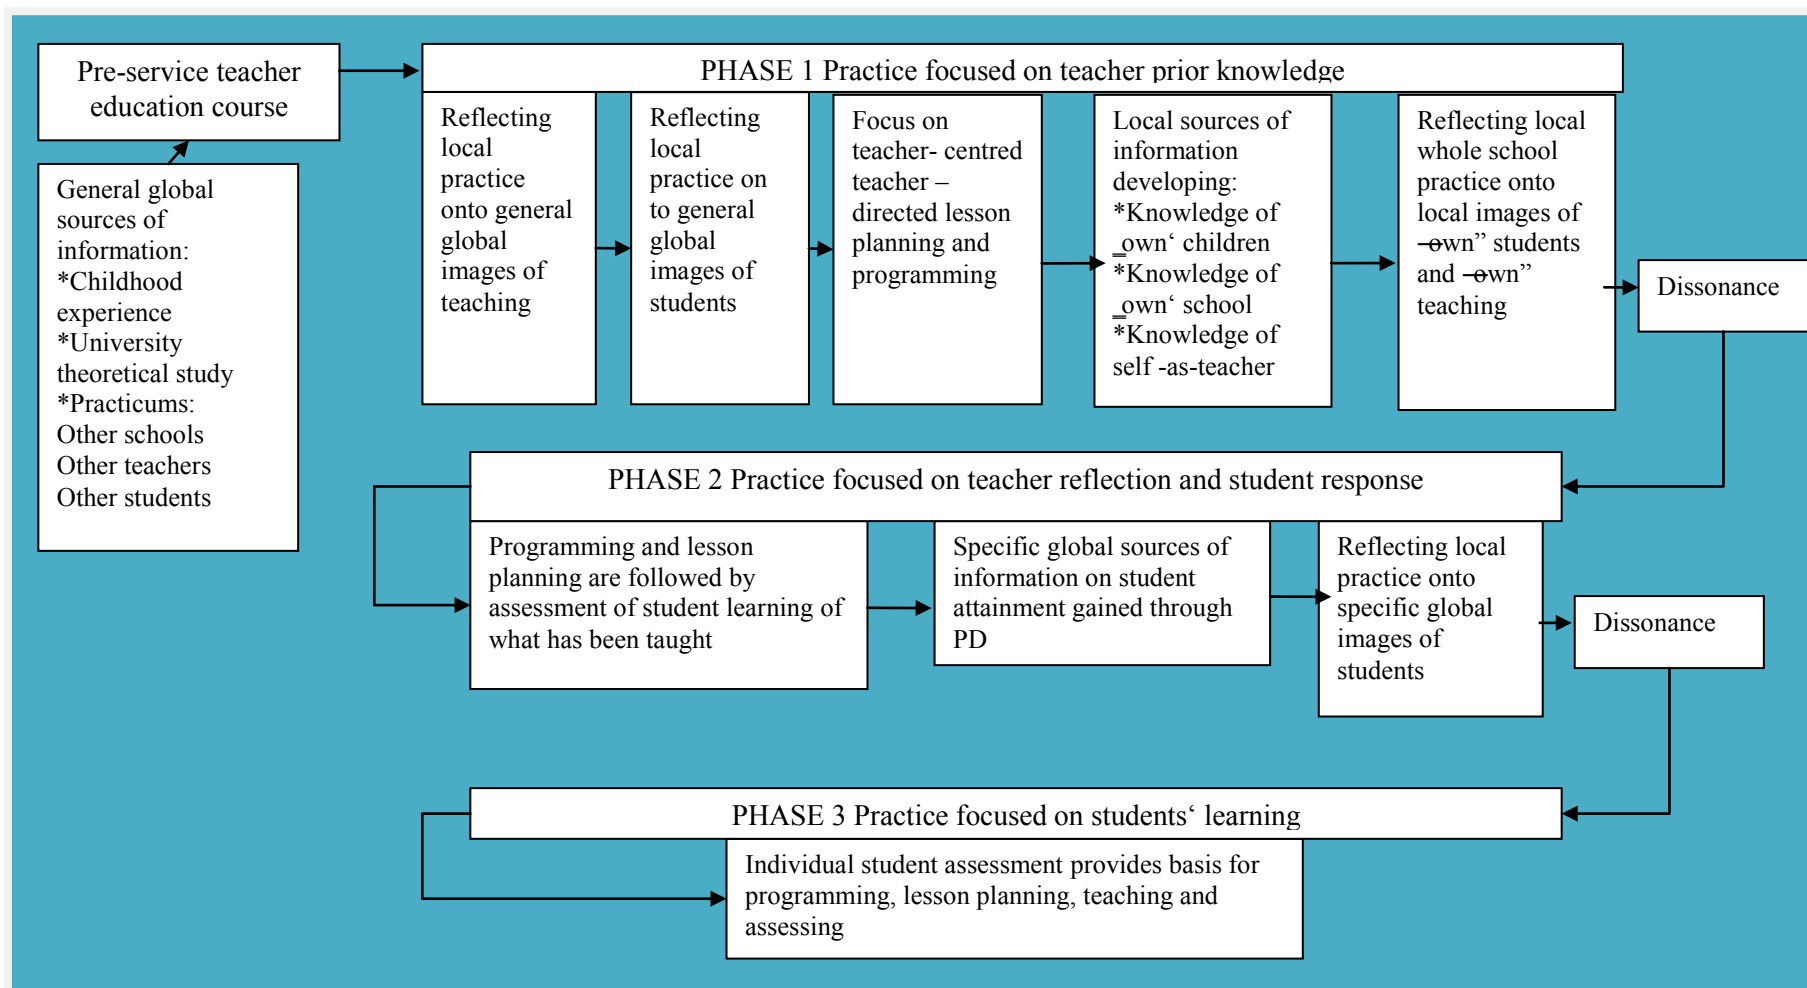 Pre-service teacher
education course
General global
sources of
information:
*Childhood
experience
*University
theoretical study
*Practicums:
Other schools
Other teachers
Other students
PHASE 1 Practice focused on teacher prior knowledge
Reflecting
local
practice
onto general
global
images of
teaching
Reflecting
local
practice on
to general
global
images of
students
Focus on
teacher- centred
teacher –
directed lesson
planning and
programming
Local sources of
information
developing:
*Knowledge of
‗own‘ children
*Knowledge of
‗own‘ school
*Knowledge of
self -as-teacher
Reflecting local
whole school
practice onto
local images of
―own” students
and ―own”
teaching
Dissonance
PHASE 2 Practice focused on teacher reflection and student response
Programming and lesson
planning are followed by
assessment of student learning of
what has been taught
Specific global sources of
information on student
attainment gained through
PD
Reflecting local
practice onto
specific global
images of
students
Dissonance
PHASE 3 Practice focused on students‘ learning
Individual student assessment provides basis for
programming, lesson planning, teaching and
assessing